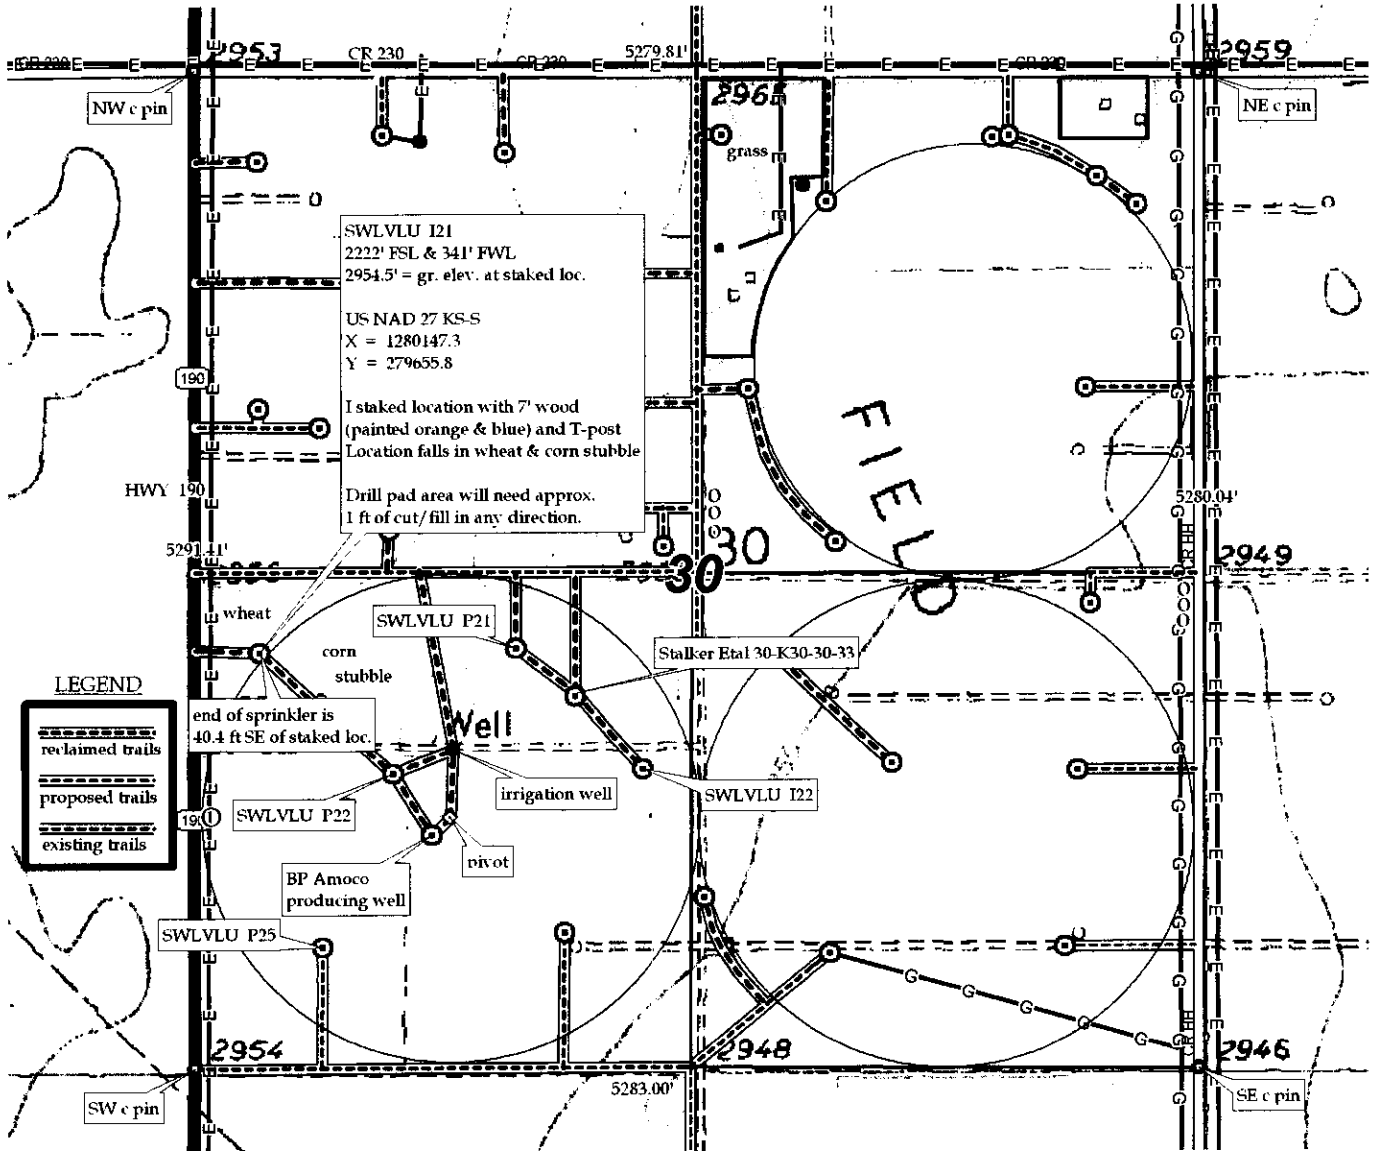 2953
CR 230
5279.81'
CR 230
CR 230
2959
NW c pin
NE c pin
296
grass
SWLVLU I21
2222' FSL & 341' FWL
2954.5' = gr. elev. at staked loc.
US NAD 27 KS-S
X = 1280147.3
Y = 279655.8
I staked location with 7' wood
(painted orange & blue) and T-post
Location falls in wheat & corn stubble
Drill pad area will need approx.
1 ft of cut/fill in any direction.
190
HWY 190
FIELD
5280.04'
5291.41'
30
30
2949
wheat
SWLVLU P21
corn
stubble
Stalker Etal 30-K30-30-33
LEGEND
reclaimed trails
proposed trails
existing trails
end of sprinkler is
40.4 ft SE of staked loc.
Well
irrigation well
SWLVLU I22
SWLVLU P22
190
pivot
BP Amoco
producing well
SWLVLU P25
2954
2948
2946
5283.00'
SW c pin
SE c pin